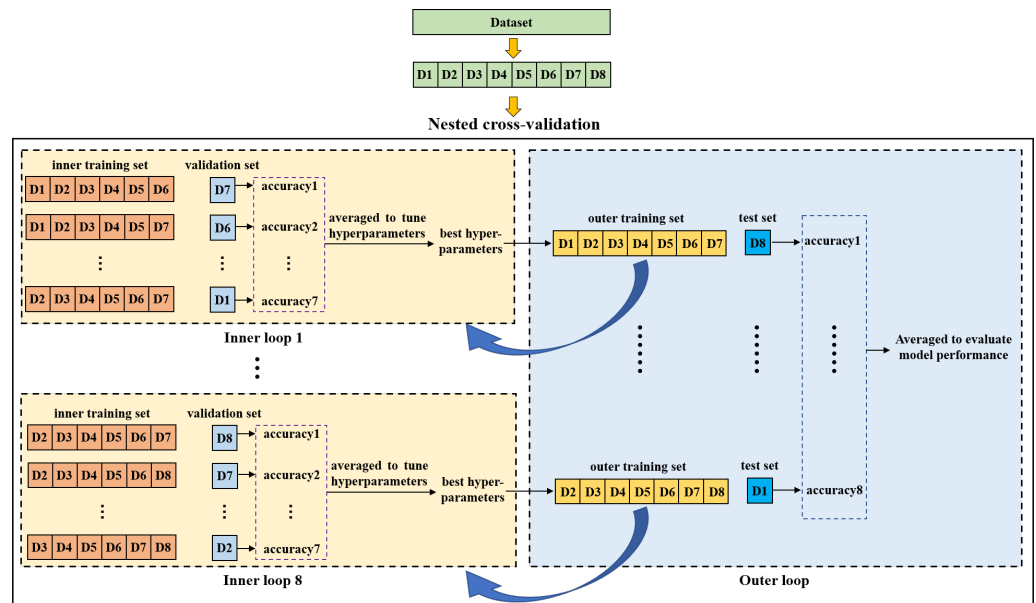 Dataset
D1 D2 D3 D4 D5 D6 D7 D8
Nested cross-validation
inner training set
validation set
D1 D2 D3 D4 D5 D6
D7
accuracy1
D1 D2 D3 D4 D5 D7
D6
accuracy2
...
...
...
D2 D3 D4 D5 D6 D7
D1
accuracy7
averaged to tune
hyperparameters
best hyper-
parameters
Inner loop 1
outer training set
test set
D1 D2 D3 D4 D5 D6 D7
D8
accuracy1
Averaged to evaluate
model performance
inner training set
validation set
D2 D3 D4 D5 D6 D7
D8
accuracy1
D2 D3 D4 D5 D6 D8
D7
accuracy2
...
...
...
D3 D4 D5 D6 D7 D8
D2
accuracy7
averaged to tune
hyperparameters
best hyper-
parameters
Inner loop 8
outer training set
test set
D2 D3 D4 D5 D6 D7 D8
D1
accuracy8
Outer loop